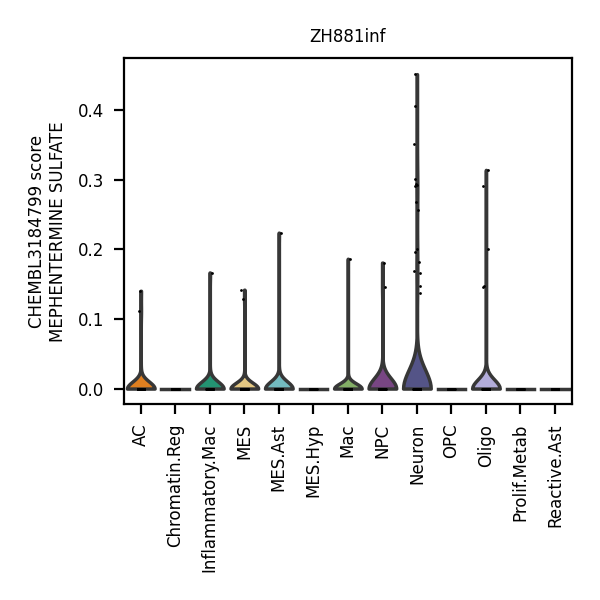 ZH881inf
CHEMBL3184799 score
MEPHENTERMINE SULFATE
0.4
0.3
0.2
0.1
0.0
AC
Chromatin.Reg
Inflammatory.Mac
MES
MES.Ast
MES.Hyp
Mac
NPC
Neuron
OPC
Oligo
Prolif.Metab
Reactive.Ast